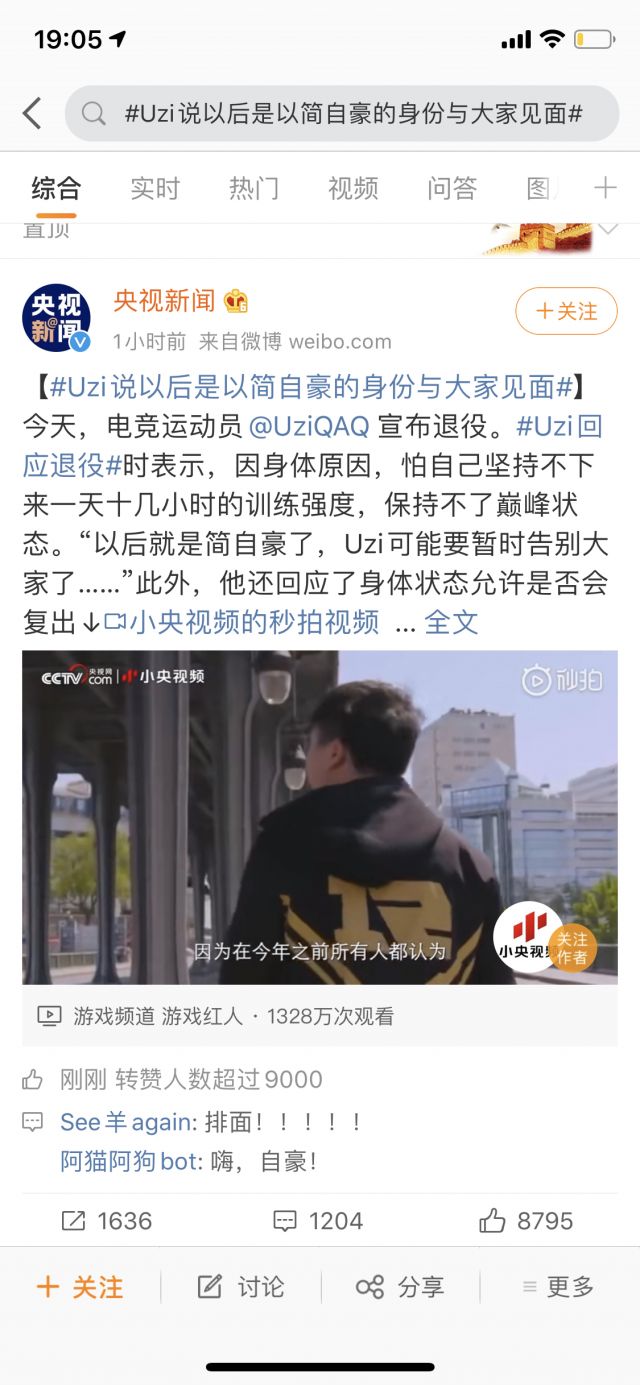 19:05
#Uzi说以后是以简自豪的身份与大家见面#
综合 实时 热门 视频 问答 图
置顶
央视新闻
央视
新闻
+关注
1小时前 来自微博 weibo.com
【#Uzi说以后是以简自豪的身份与大家见面#】
今天，电竞运动员 @UziQAQ 宣布退役。#Uzi回
应退役#时表示，因身体原因，怕自己坚持不下
来一天十几小时的训练强度，保持不了巅峰状
态。“以后就是简自豪了，Uzi可能要暂时告别大
家了……”此外，他还回应了身体状态允许是否会
复出↓小央视频的秒拍视频 ... 全文
CCTV.com 央视网 | 小央视频
秒拍
因为在今年之前所有人都认为
小央视频
关注
作者
游戏频道 游戏红人 · 1328万次观看
刚刚 转赞人数超过9000
See羊again: 排面！！！！！
阿猫阿狗bot: 嗨，自豪！
1636 1204 8795
+ 关注 讨论 分享 更多